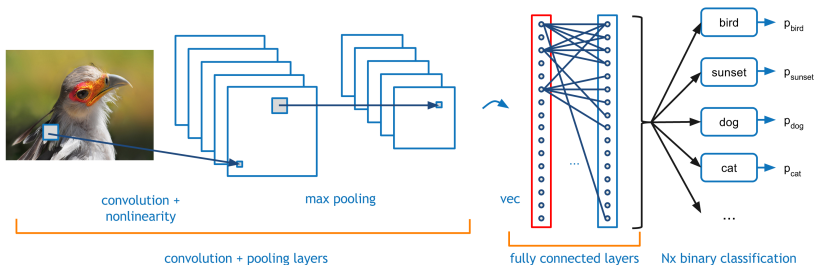 convolution +
nonlinearity
max pooling
convolution + pooling layers
vec
...
fully connected layers
bird
p_bird
sunset
p_sunset
dog
p_dog
cat
p_cat
...
Nx binary classification